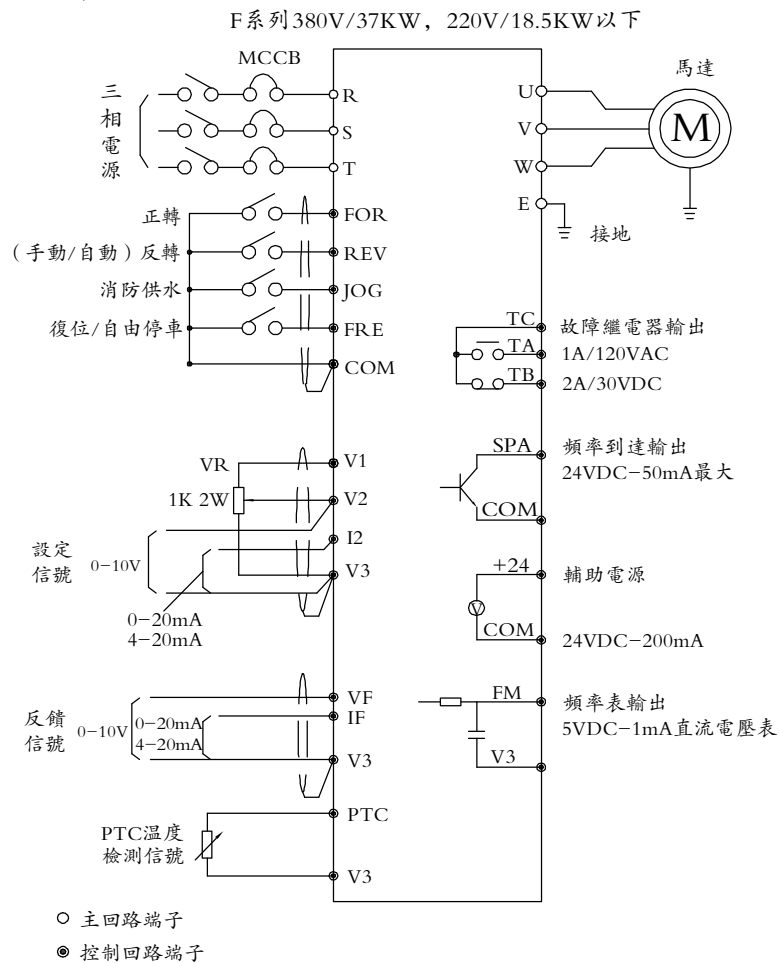 F系列380V/37KW，220V/18.5KW以下
MCCB
三
相
電
源
R
S
T
U
V
W
E
馬達
M
接地
正轉
FOR
（手動/自動）反轉
REV
消防供水
JOG
復位/自由停車
FRE
COM
TC
故障繼電器輸出
TA
1A/120VAC
TB
2A/30VDC
VR
V1
1K 2W
V2
I2
V3
設定
信號
0-10V
0-20mA
4-20mA
SPA
頻率到達輸出
24VDC-50mA最大
COM
+24
輔助電源
V
COM
24VDC-200mA
反饋
信號
0-10V
0-20mA
4-20mA
VF
IF
V3
FM
頻率表輸出
5VDC-1mA直流電壓表
V3
PTC温度
檢測信號
PTC
V3
主回路端子
控制回路端子